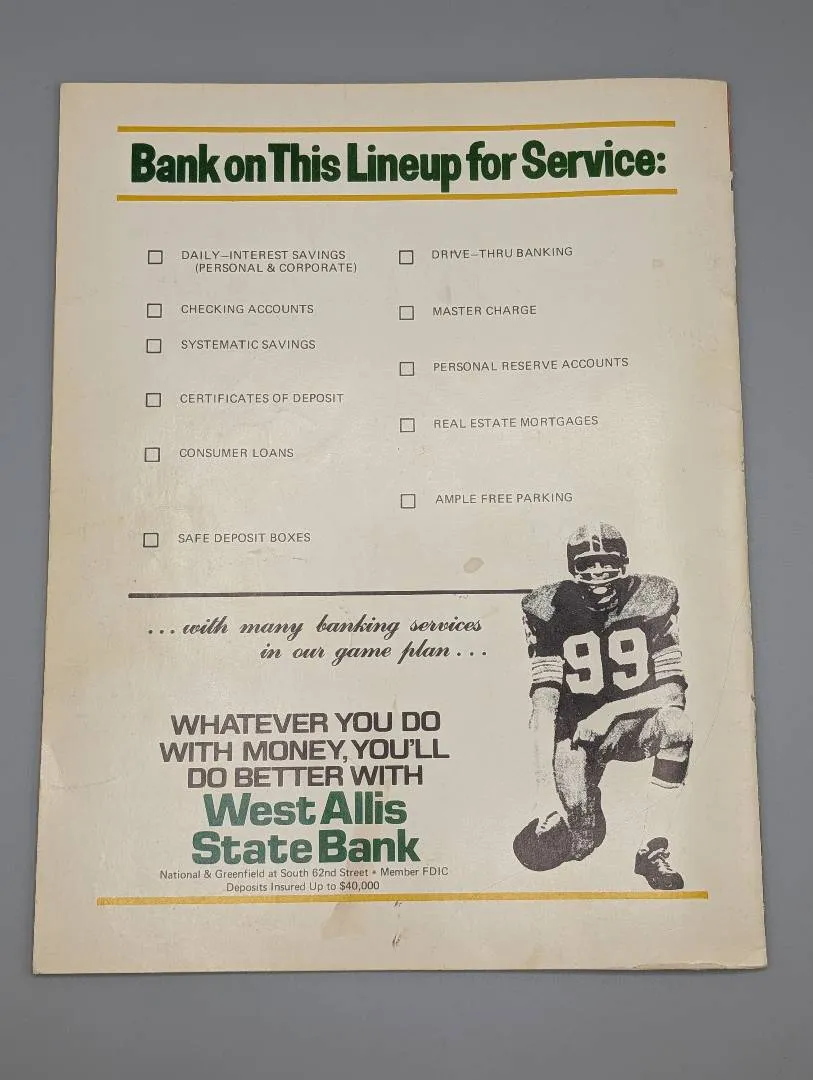 Bank on This Lineup for Service:
DAILY—INTEREST SAVINGS
(PERSONAL & CORPORATE)
CHECKING ACCOUNTS
SYSTEMATIC SAVINGS
CERTIFICATES OF DEPOSIT
CONSUMER LOANS
SAFE DEPOSIT BOXES
DRIVE—THRU BANKING
MASTER CHARGE
PERSONAL RESERVE ACCOUNTS
REAL ESTATE MORTGAGES
AMPLE FREE PARKING
...with many banking services
in our game plan...
99
WHATEVER YOU DO
WITH MONEY, YOU'LL
DO BETTER WITH
West Allis
State Bank
National & Greenfield at South 62nd Street • Member FDIC
Deposits Insured Up to $40,000